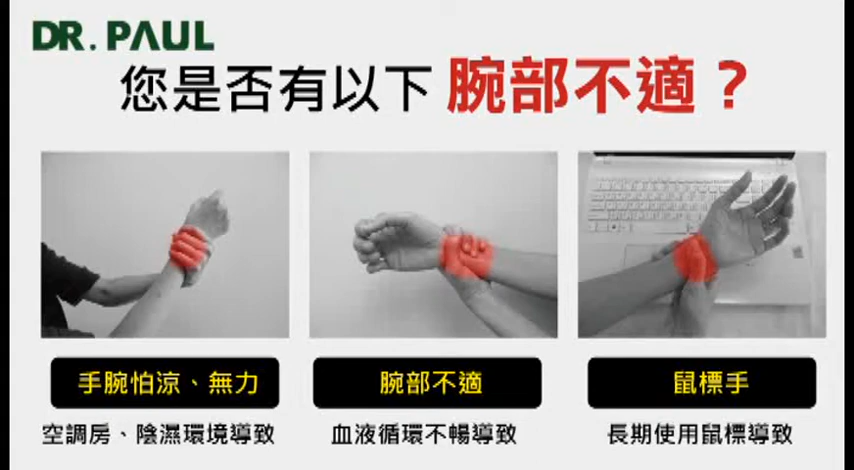 DR. PAUL
您是否有以下 腕部不適？
手腕怕涼、無力
腕部不適
鼠標手
空調房、陰濕環境導致
血液循環不暢導致
長期使用鼠標導致